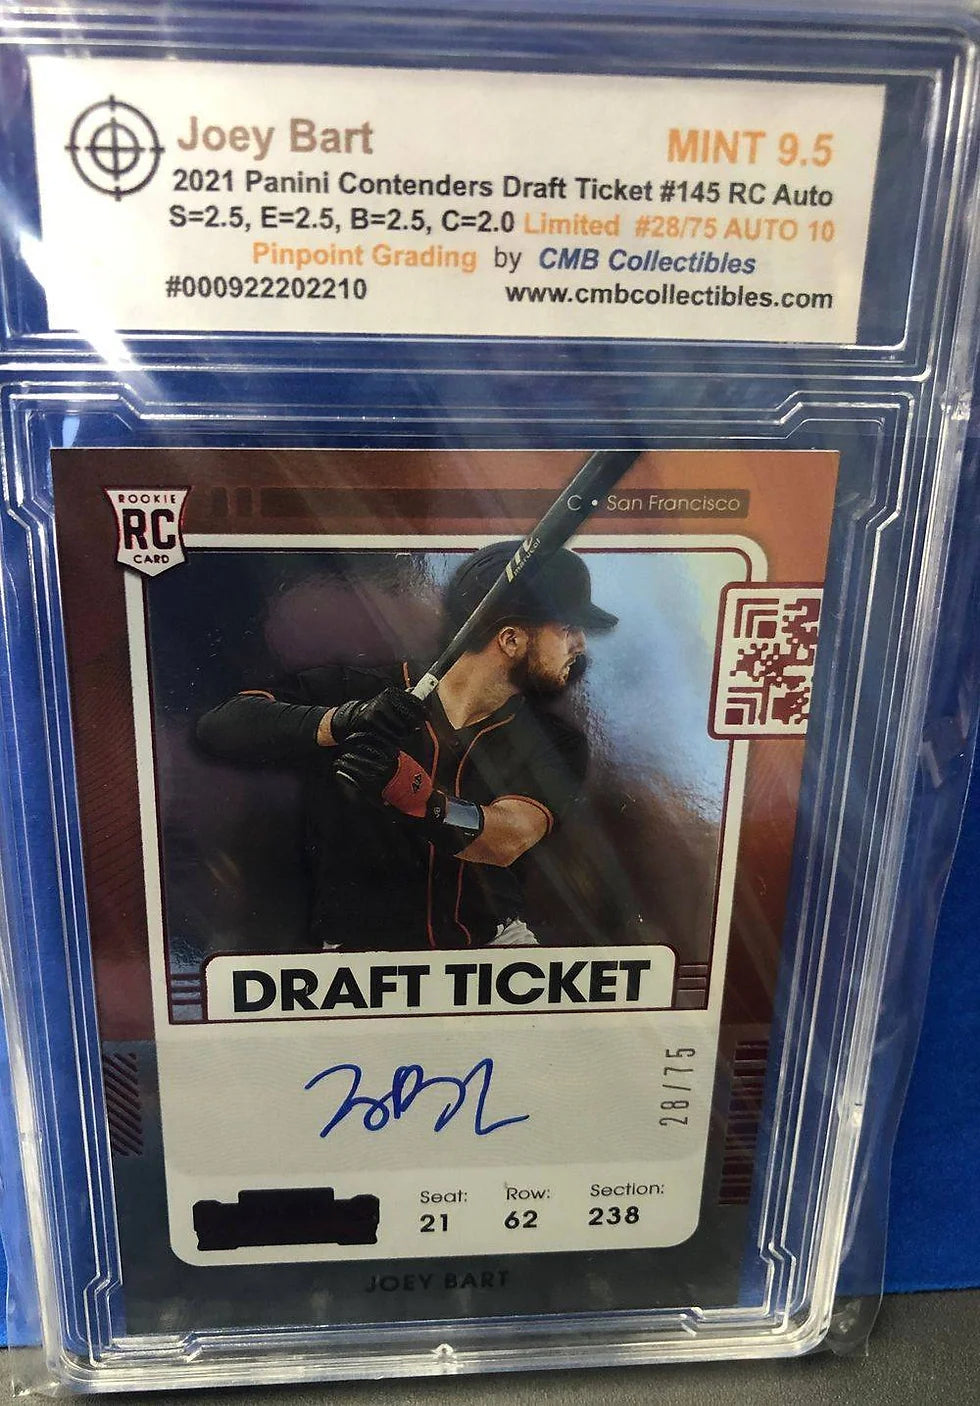 Joey Bart
MINT 9.5
2021 Panini Contenders Draft Ticket #145 RC Auto
S=2.5, E=2.5, B=2.5, C=2.0 Limited #28/75 AUTO 10
Pinpoint Grading by CMB Collectibles
#000922202210
www.cmbcollectibles.com
ROOKIE
RC
CARD
C • San Francisco
DRAFT TICKET
28/75
Seat: Row: Section:
21 62 238
JOEY BART